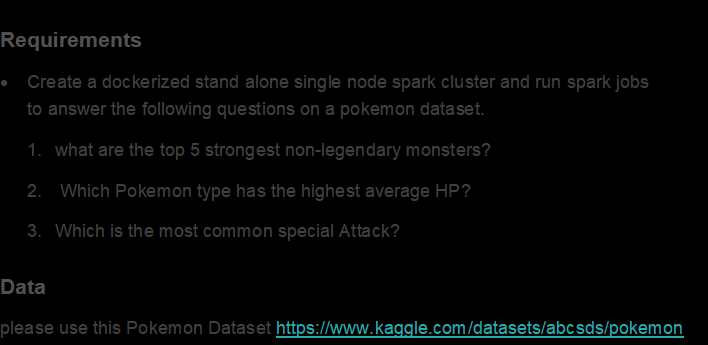 Requirements
• Create a dockerized stand alone single node spark cluster and run spark jobs
to answer the following questions on a pokemon dataset.
1. what are the top 5 strongest non-legendary monsters?
2. Which Pokemon type has the highest average HP?
3. Which is the most common special Attack?
Data
please use this Pokemon Dataset https://www.kaggle.com/datasets/abcsds/pokemon